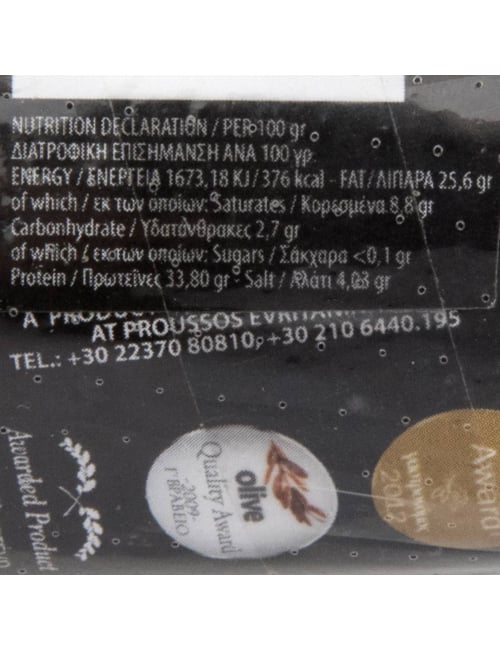 NUTRITION DECLARATION / PER 100 gr
ΔΙΑΤΡΟΦΙΚΗ ΕΠΙΣΗΜΑΝΣΗ ΑΝΑ 100 γρ.
ENERGY / ΕΝΕΡΓΕΙΑ 1673,18 KJ / 376 kcal - FAT/ΛΙΠΑΡΑ 25,6 gr
of which / εκ των οποίων: Saturates / Κορεσμένα 8,8 gr
Carbonhydrate / Υδατάνθρακες 2,7 gr
of which / εκ των οποίων: Sugars / Σάκχαρα <0,1 gr
Protein / Πρωτεΐνες 33,80 gr - Salt / Αλάτι 4,03 gr
AT PROUSSOS EVRITANI
TEL.: +30 22370 80810, +30 210 6440.195
Awarded Product
olive
Quality Award
-2009-
Γ' ΒΡΑΒΕΙΟ
Award
2012